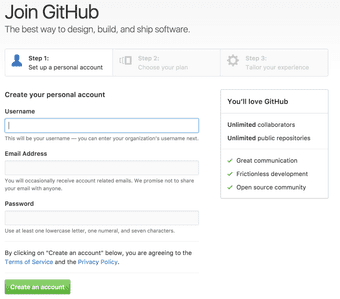 Join GitHub
The best way to design, build, and ship software.
Step 1:
Set up a personal account
Step 2:
Choose your plan
Step 3:
Tailor your experience
Create your personal account
Username
This will be your username — you can enter your organization's username next.
Email Address
You will occasionally receive account related emails. We promise not to share
your email with anyone.
Password
Use at least one lowercase letter, one numeral, and seven characters.
By clicking on "Create an account" below, you are agreeing to the
Terms of Service and the Privacy Policy.
Create an account
You'll love GitHub
Unlimited collaborators
Unlimited public repositories
Great communication
Frictionless development
Open source community